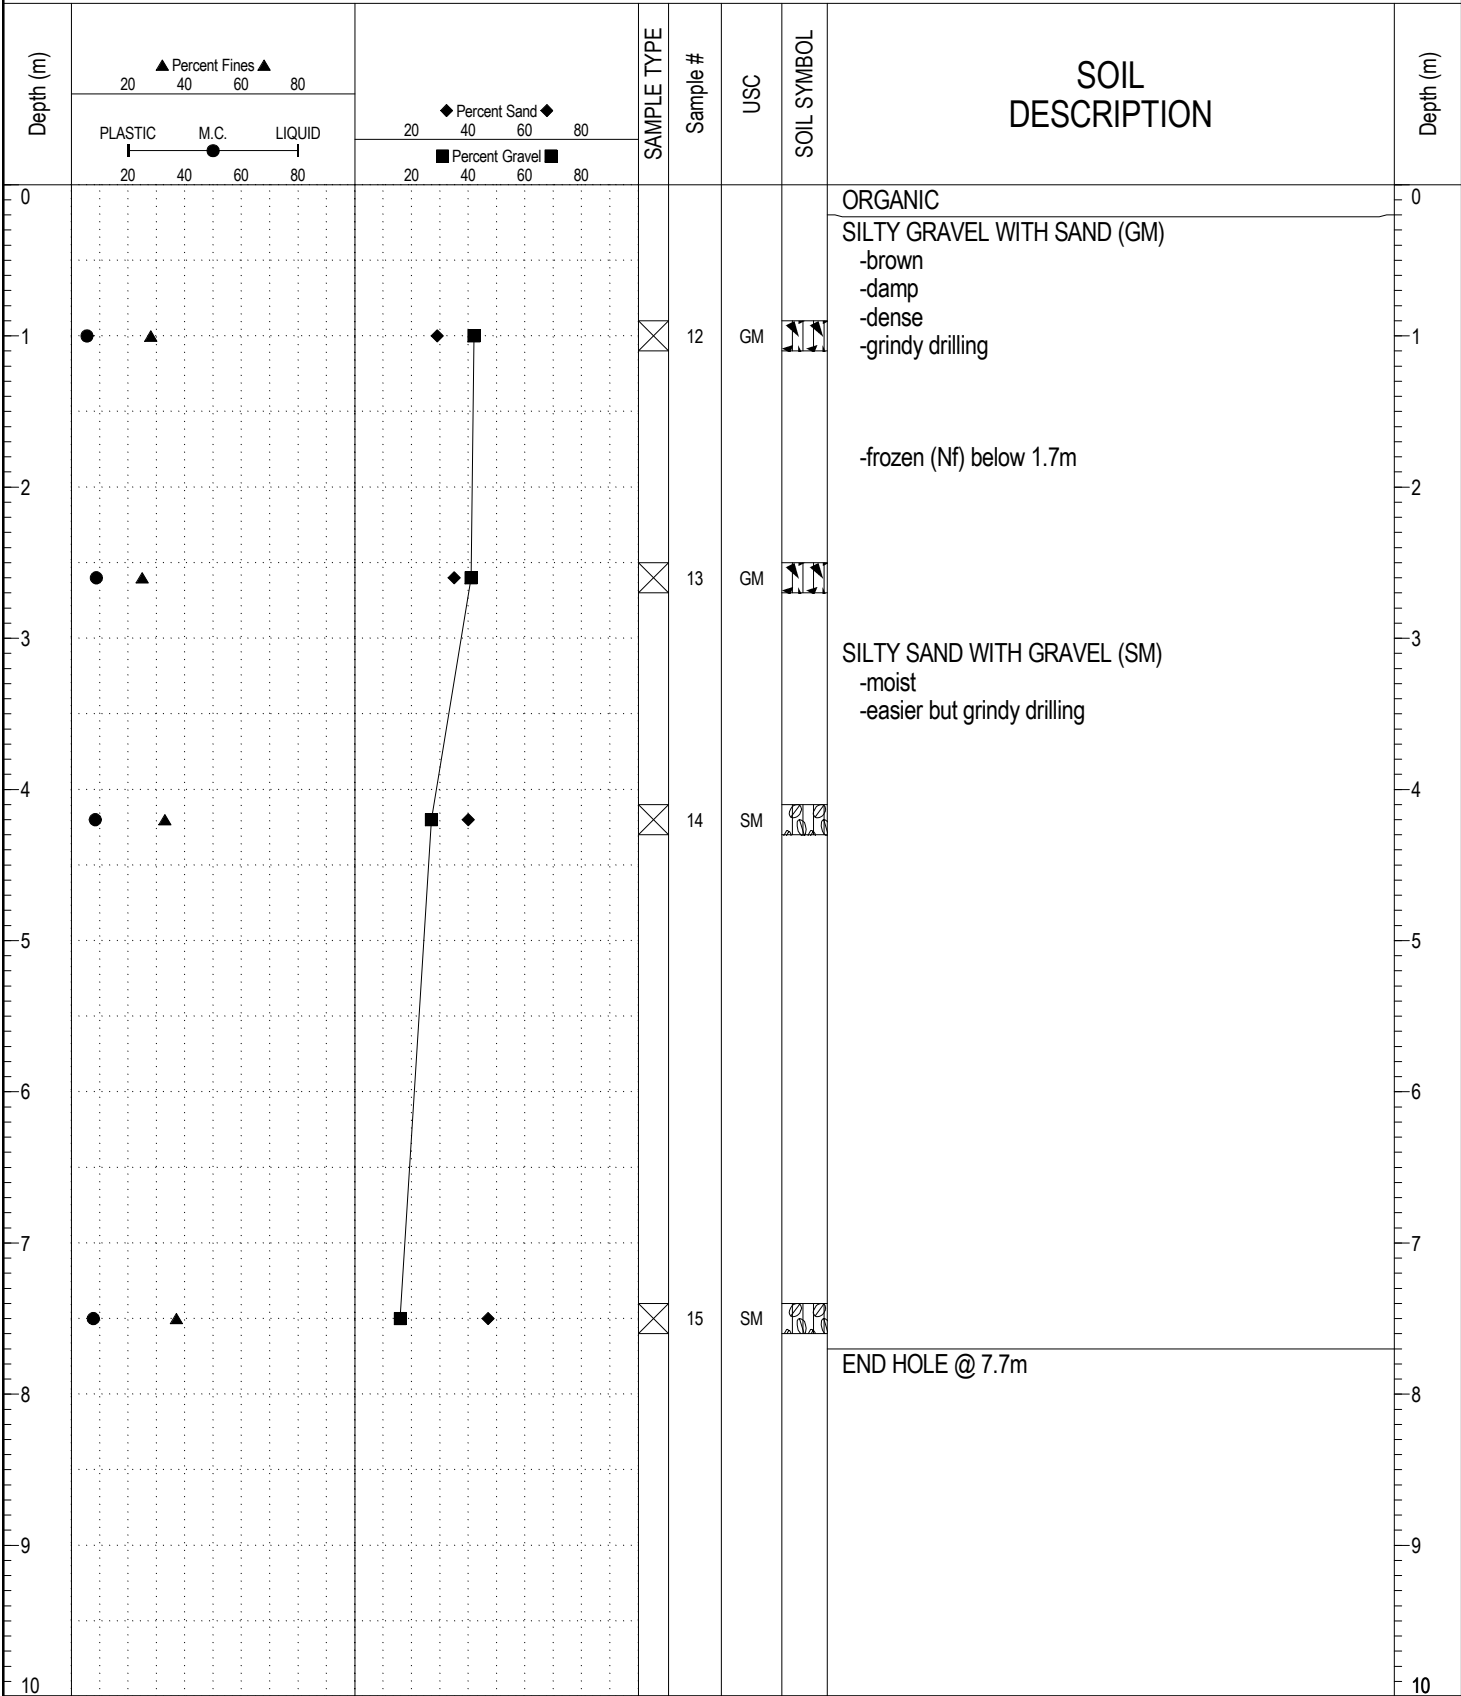 Depth (m)
▲ Percent Fines ▲
20 40 60 80
PLASTIC M.C. LIQUID
20 40 60 80
◆ Percent Sand ◆
20 40 60 80
■ Percent Gravel ■
20 40 60 80
SAMPLE TYPE
Sample #
USC
SOIL SYMBOL
SOIL
DESCRIPTION
Depth (m)
0 ORGANIC 0
SILTY GRAVEL WITH SAND (GM)
-brown
-damp
-dense
1 12 GM 1
-grindy drilling
-frozen (Nf) below 1.7m
2 2
13 GM
3 3
SILTY SAND WITH GRAVEL (SM)
-moist
-easier but grindy drilling
4 4
14 SM
5 5
6 6
7 7
15 SM
END HOLE @ 7.7m
8 8
9 9
10 10